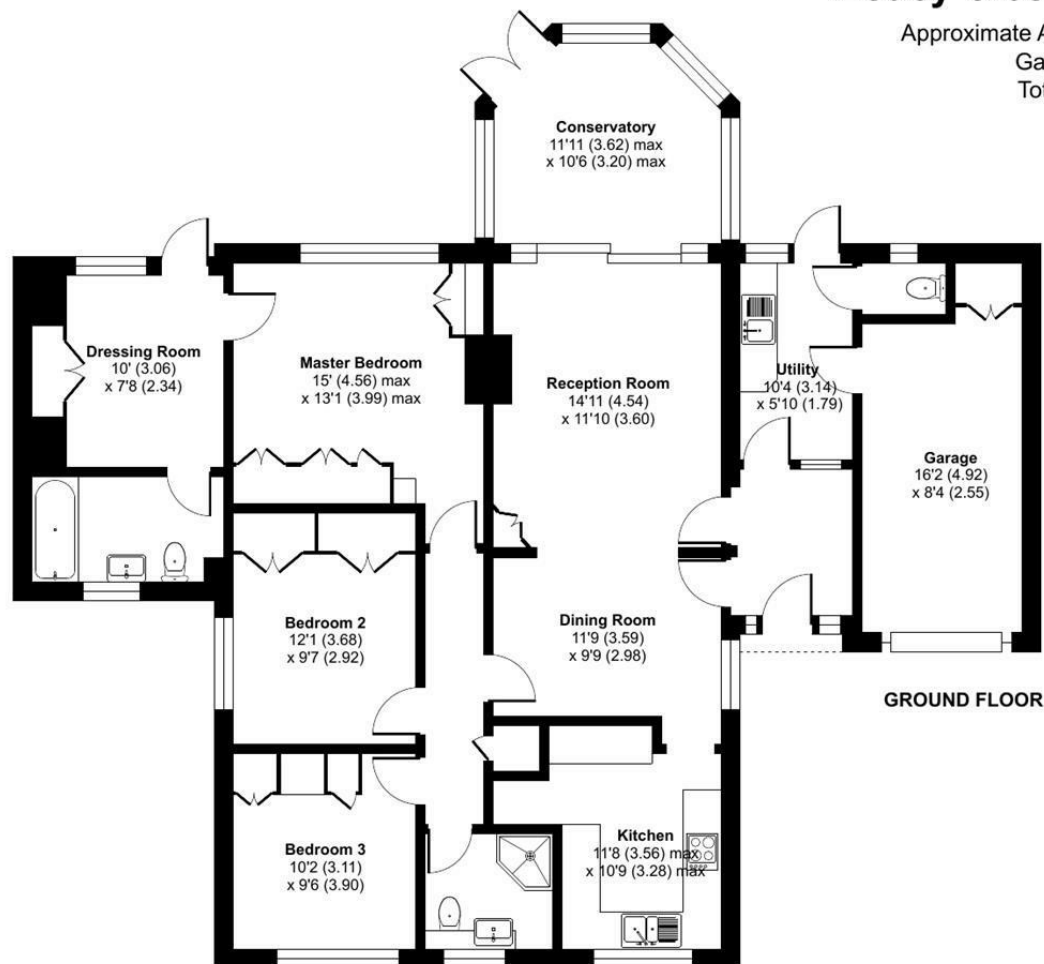 Approximate A
Ga
Tot
Conservatory
11'11 (3.62) max
x 10'6 (3.20) max
Dressing Room
10' (3.06)
x 7'8 (2.34)
Master Bedroom
15' (4.56) max
x 13'1 (3.99) max
Reception Room
14'11 (4.54)
x 11'10 (3.60)
Utility
10'4 (3.14)
x 5'10 (1.79)
Garage
16'2 (4.92)
x 8'4 (2.55)
Bedroom 2
12'1 (3.68)
x 9'7 (2.92)
Dining Room
11'9 (3.59)
x 9'9 (2.98)
GROUND FLOOR
Bedroom 3
10'2 (3.11)
x 9'6 (3.90)
Kitchen
11'8 (3.56) max
x 10'9 (3.28) max